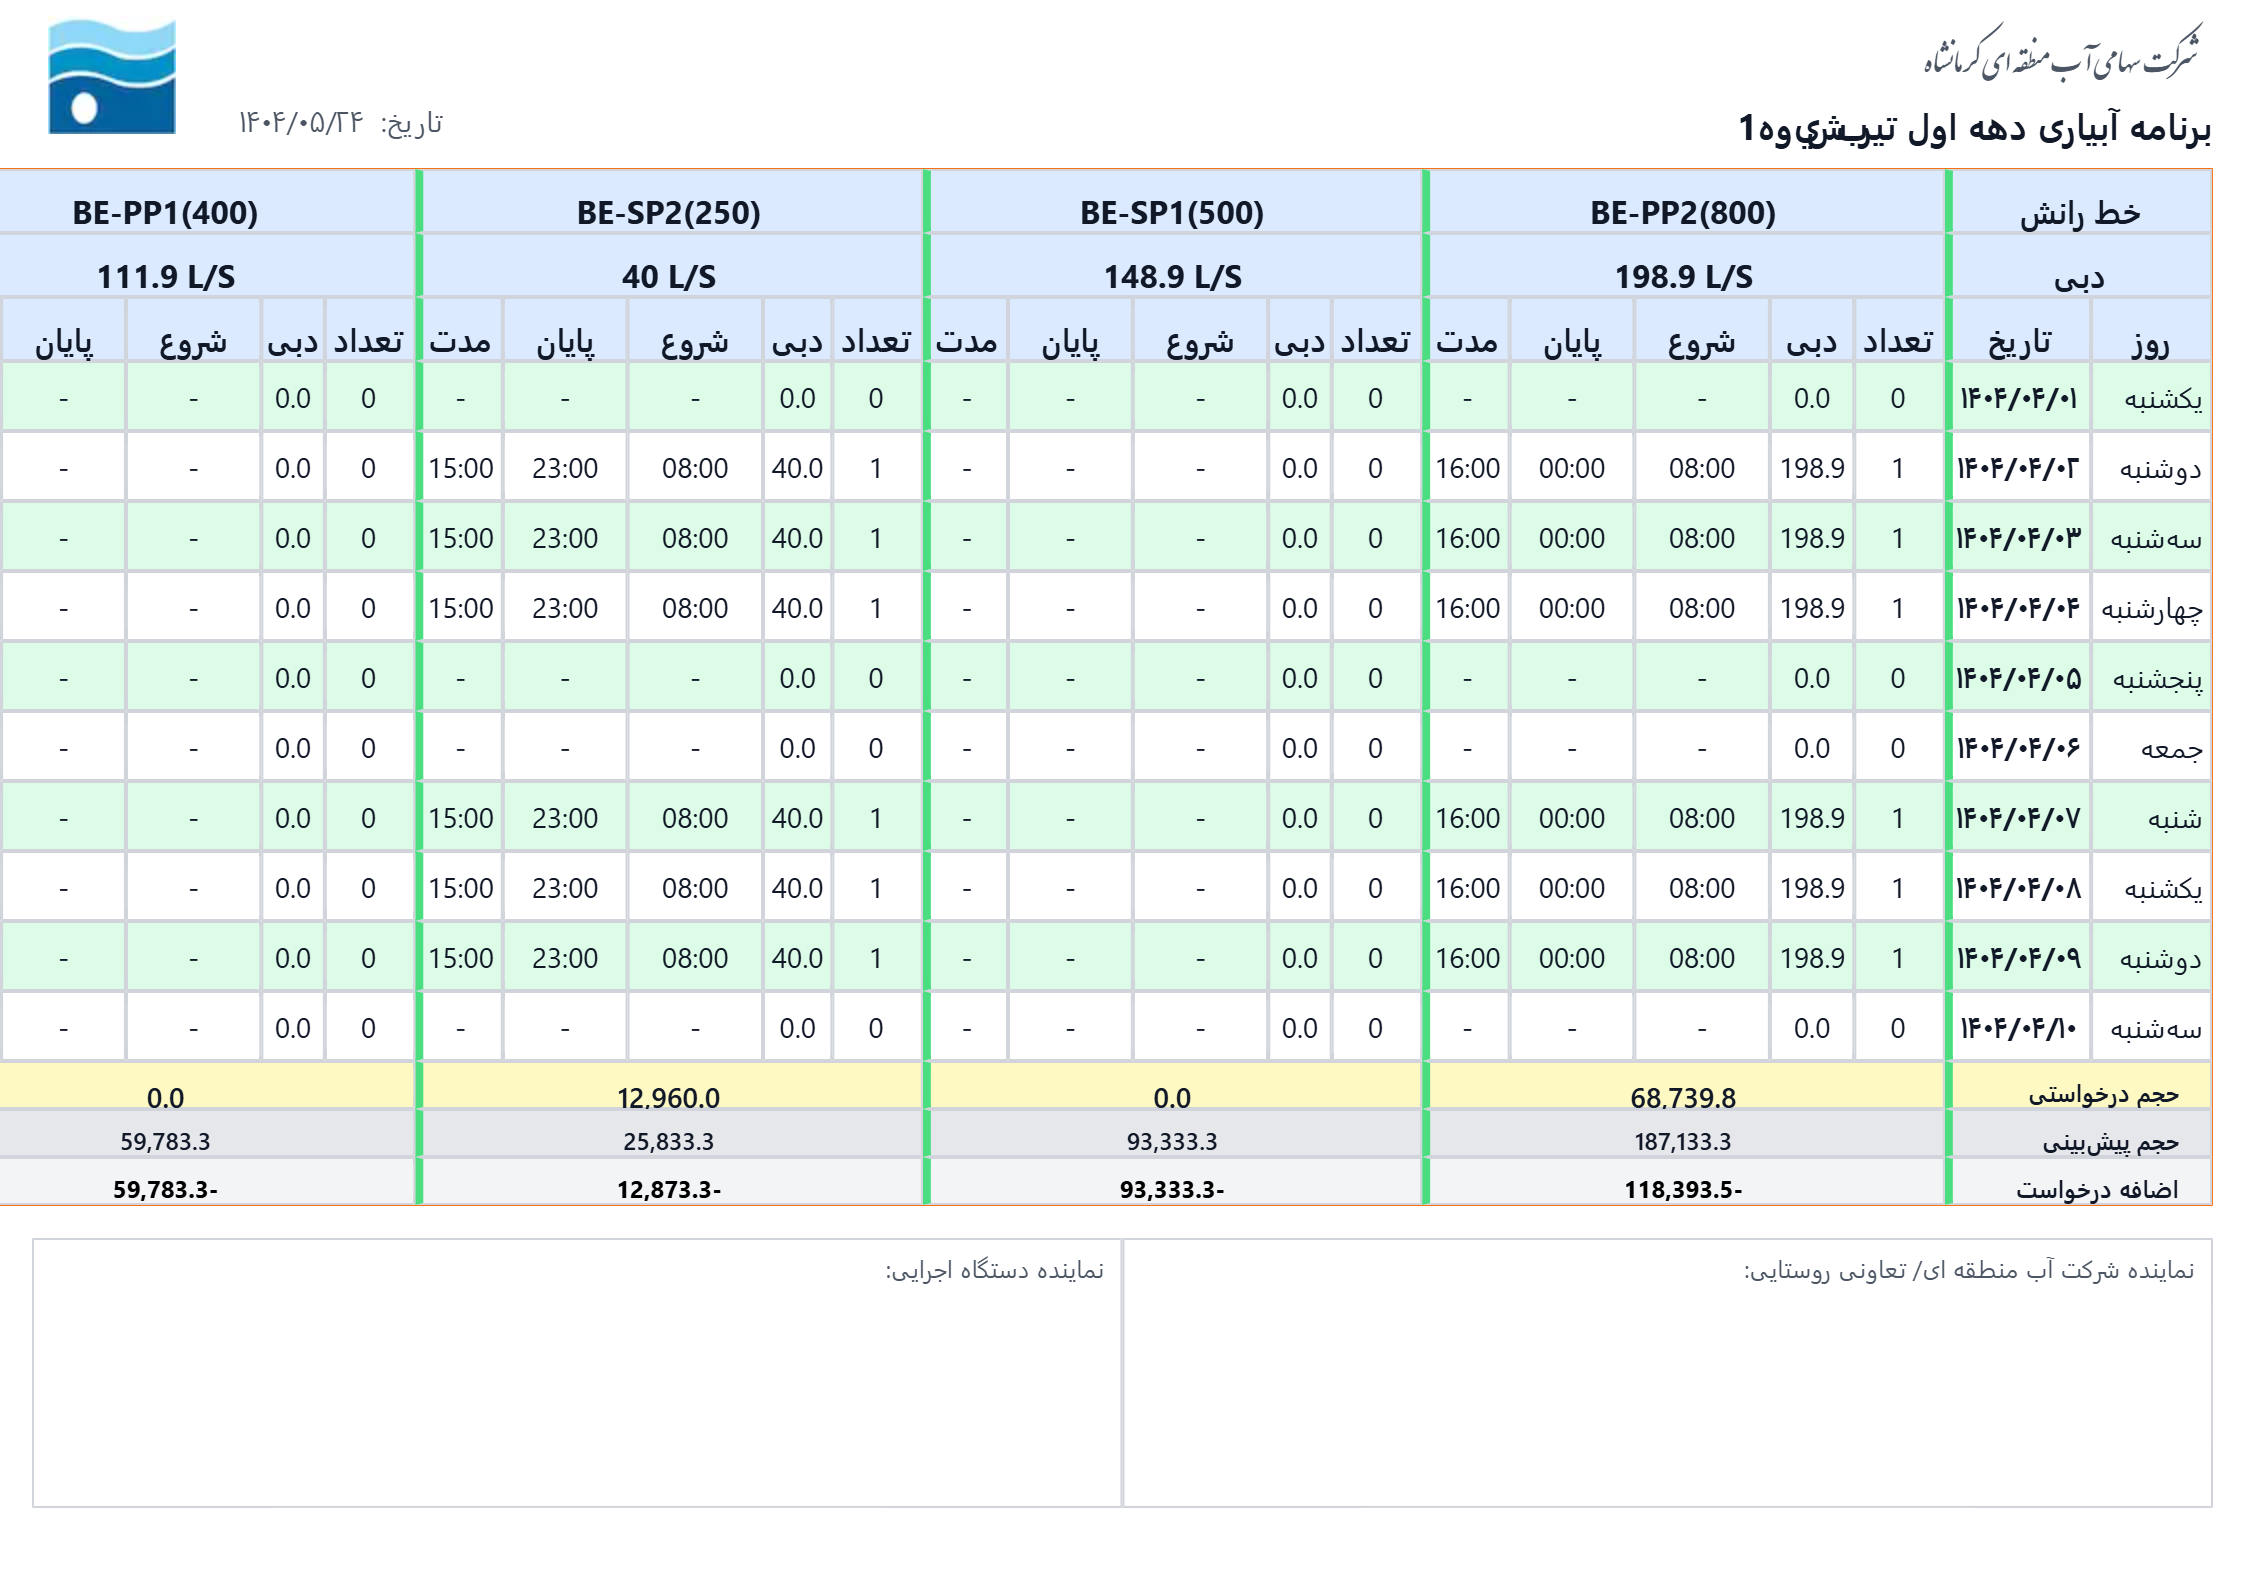 شرکت سهامی آب منطقه ای کرمانشاه
برنامه آبیاری دهه اول تیر
تاریخ: ۱۴۰۴/۰۵/۲۴
خط رانش BE-PP2(800) BE-SP1(500) BE-SP2(250) BE-PP1(400)
دبی 198.9 L/S 148.9 L/S 40 L/S 111.9 L/S
روز تاریخ تعداد دبی شروع پایان مدت تعداد دبی شروع پایان مدت تعداد دبی شروع پایان مدت تعداد دبی شروع پایان
یکشنبه ۱۴۰۴/۰۴/۰۱ 0 0.0 - - - 0 0.0 - - - 0 0.0 - - - 0 0.0 - -
دوشنبه ۱۴۰۴/۰۴/۰۲ 1 198.9 08:00 00:00 16:00 0 0.0 - - - 1 40.0 08:00 23:00 15:00 0 0.0 - -
سه‌شنبه ۱۴۰۴/۰۴/۰۳ 1 198.9 08:00 00:00 16:00 0 0.0 - - - 1 40.0 08:00 23:00 15:00 0 0.0 - -
چهارشنبه ۱۴۰۴/۰۴/۰۴ 1 198.9 08:00 00:00 16:00 0 0.0 - - - 1 40.0 08:00 23:00 15:00 0 0.0 - -
پنجشنبه ۱۴۰۴/۰۴/۰۵ 0 0.0 - - - 0 0.0 - - - 0 0.0 - - - 0 0.0 - -
جمعه ۱۴۰۴/۰۴/۰۶ 0 0.0 - - - 0 0.0 - - - 0 0.0 - - - 0 0.0 - -
شنبه ۱۴۰۴/۰۴/۰۷ 1 198.9 08:00 00:00 16:00 0 0.0 - - - 1 40.0 08:00 23:00 15:00 0 0.0 - -
یکشنبه ۱۴۰۴/۰۴/۰۸ 1 198.9 08:00 00:00 16:00 0 0.0 - - - 1 40.0 08:00 23:00 15:00 0 0.0 - -
دوشنبه ۱۴۰۴/۰۴/۰۹ 1 198.9 08:00 00:00 16:00 0 0.0 - - - 1 40.0 08:00 23:00 15:00 0 0.0 - -
سه‌شنبه ۱۴۰۴/۰۴/۱۰ 0 0.0 - - - 0 0.0 - - - 0 0.0 - - - 0 0.0 - -
حجم درخواستی 68,739.8 0.0 12,960.0 0.0
حجم پیش‌بینی 187,133.3 93,333.3 25,833.3 59,783.3
اضافه درخواست 118,393.5- 93,333.3- 12,873.3- 59,783.3-
نماینده شرکت آب منطقه ای/ تعاونی روستایی:
نماینده دستگاه اجرایی: